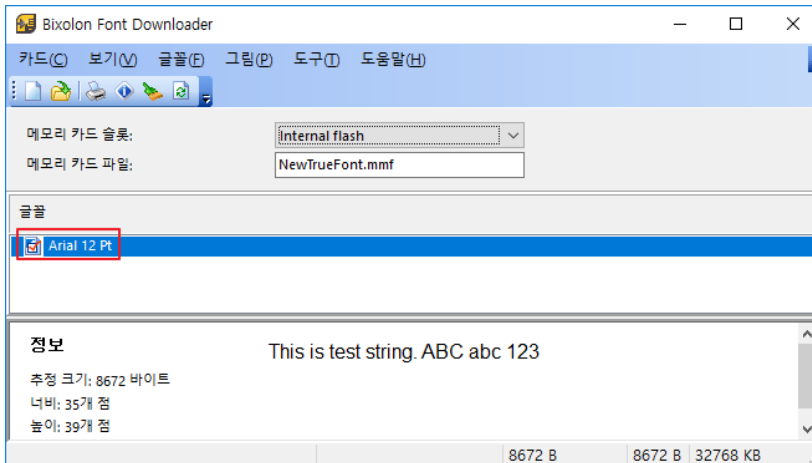 Bixolon Font Downloader
카드(C) 보기(V) 글꼴(F) 그림(P) 도구(T) 도움말(H)
메모리 카드 슬롯: Internal flash
메모리 카드 파일: NewTrueFont.mmf
글꼴
Arial 12 Pt
정보
This is test string. ABC abc 123
추정 크기: 8672 바이트
너비: 35개 점
높이: 39개 점
8672 B 8672 B 32768 KB